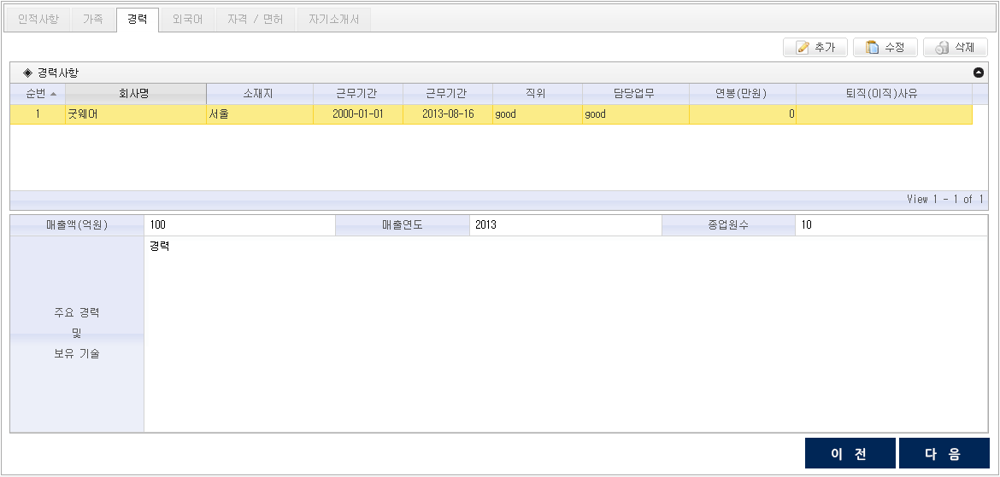 인적사항 가족 경력 외국어 자격 / 면허 자기소개서
추가 수정 삭제
◈ 경력사항
순번 회사명 소재지 근무기간 근무기간 직위 담당업무 연봉(만원) 퇴직(이직)사유
1 굿웨어 서울 2000-01-01 2013-08-16 good good 0
View 1 - 1 of 1
매출액(억원) 100 매출연도 2013 종업원수 10
경력
주요 경력
및
보유 기술
이 전 다 음